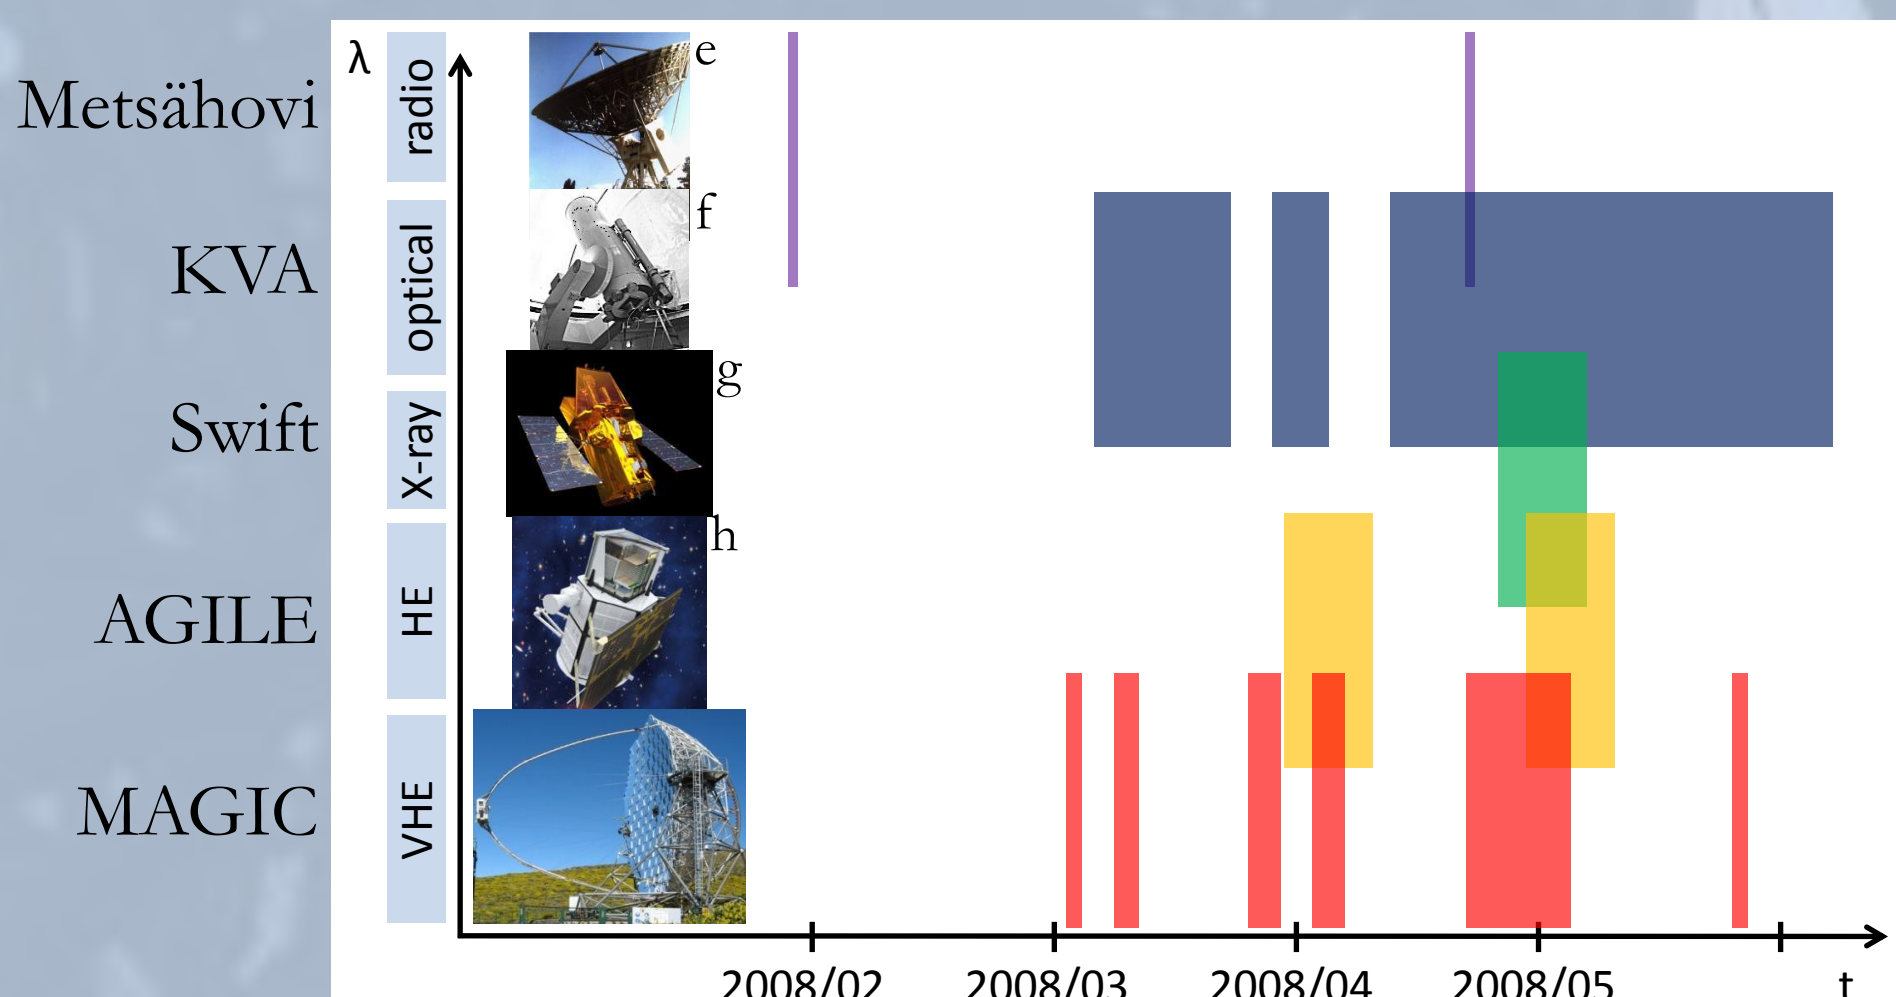 λ
Metsähovi
radio
e
KVA
optical
f
Swift
X-ray
g
AGILE
HE
h
MAGIC
VHE
2008/02 2008/03 2008/04 2008/05 t